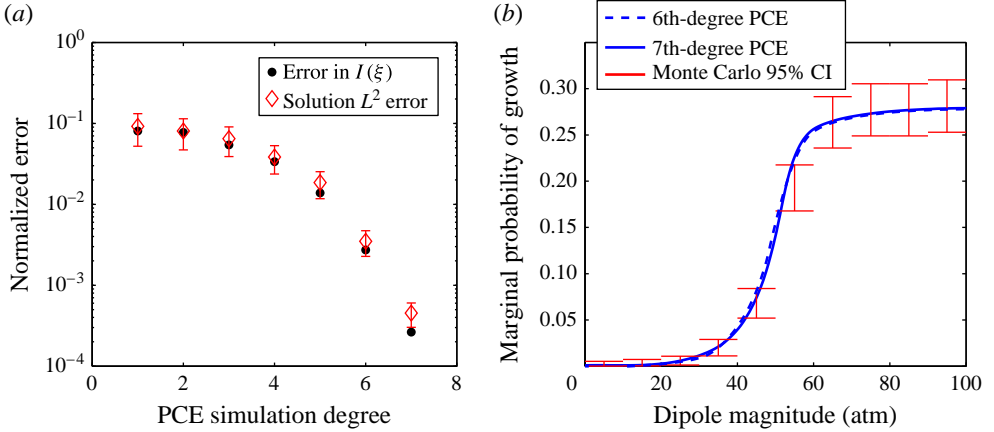 (a)
10^0
10^{-1}
10^{-2}
10^{-3}
10^{-4}
Normalized error
Error in I(ξ)
Solution L^2 error
0 2 4 6 8
PCE simulation degree
(b)
6th-degree PCE
7th-degree PCE
Monte Carlo 95% CI
0.30
0.25
0.20
0.15
0.10
0.05
Marginal probability of growth
0 20 40 60 80 100
Dipole magnitude (atm)